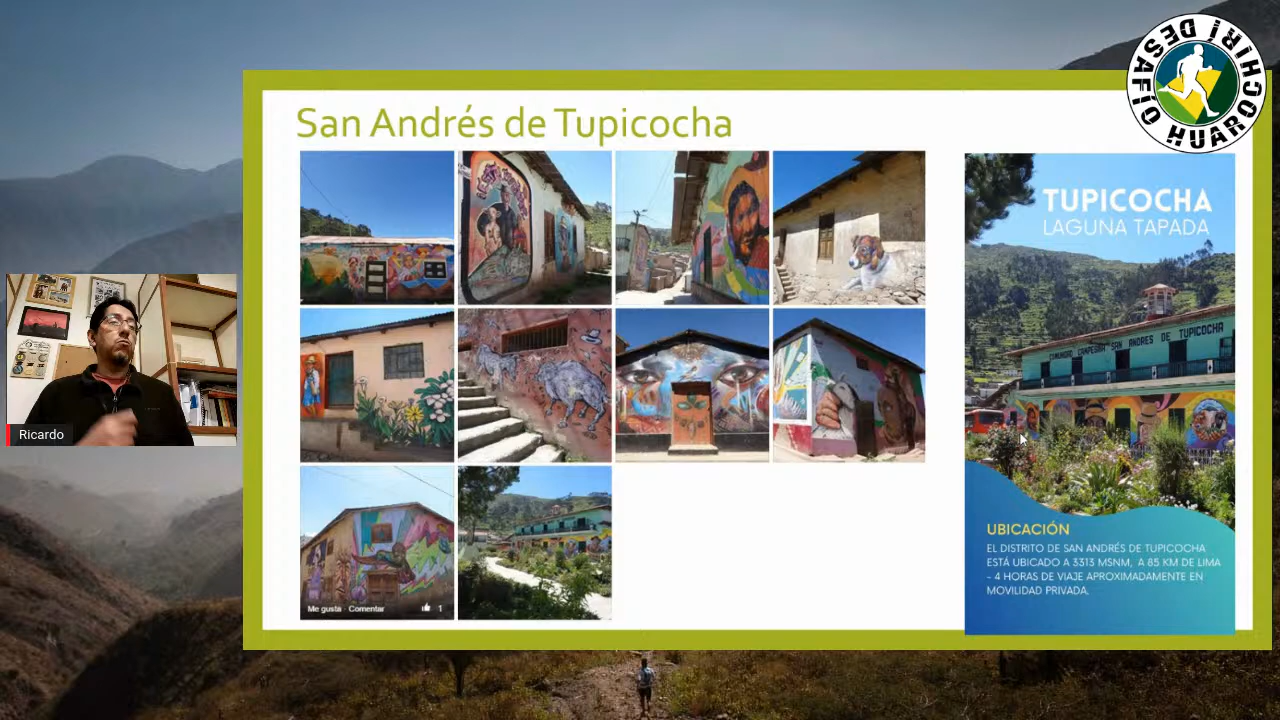 DESAFÍO HUAROCHIRÍ
San Andrés de Tupicocha
TUPICOCHA
LAGUNA TAPADA
COMUNIDAD CAMPESINA SAN ANDRES DE TUPICOCHA
Ricardo
UBICACIÓN
EL DISTRITO DE SAN ANDRÉS DE TUPICOCHA
ESTÁ UBICADO A 3313 MSNM, A 85 KM DE LIMA
- 4 HORAS DE VIAJE APROXIMADAMENTE EN
MOVILIDAD PRIVADA.
Me gusta · Comentar 1